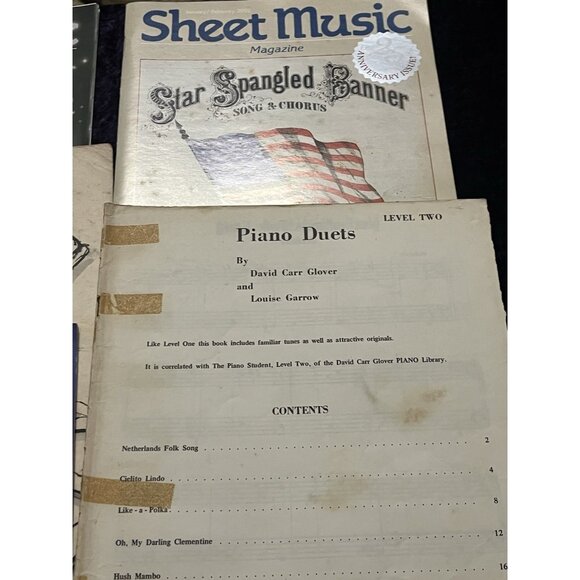 January/February 2002
Sheet Music
Magazine
ANNIVERSARY ISSUE!
Star Spangled Banner
SONG & CHORUS
LEVEL TWO
Piano Duets
By
David Carr Glover
and
Louise Garrow
Like Level One this book includes familiar tunes as well as attractive originals.
It is correlated with The Piano Student, Level Two, of the David Carr Glover PIANO Library.
CONTENTS
Netherlands Folk Song . . . . . . . . . . . . . . . . . . . . . . . . . . . . . . 2
Cielito Lindo . . . . . . . . . . . . . . . . . . . . . . . . . . . . . . . . . . 4
Like-a-Polka . . . . . . . . . . . . . . . . . . . . . . . . . . . . . . . . . . 8
Oh, My Darling Clementine . . . . . . . . . . . . . . . . . . . . . . . . . . . . 12
Hush Mambo . . . . . . . . . . . . . . . . . . . . . . . . . . . . . . . . . . 16